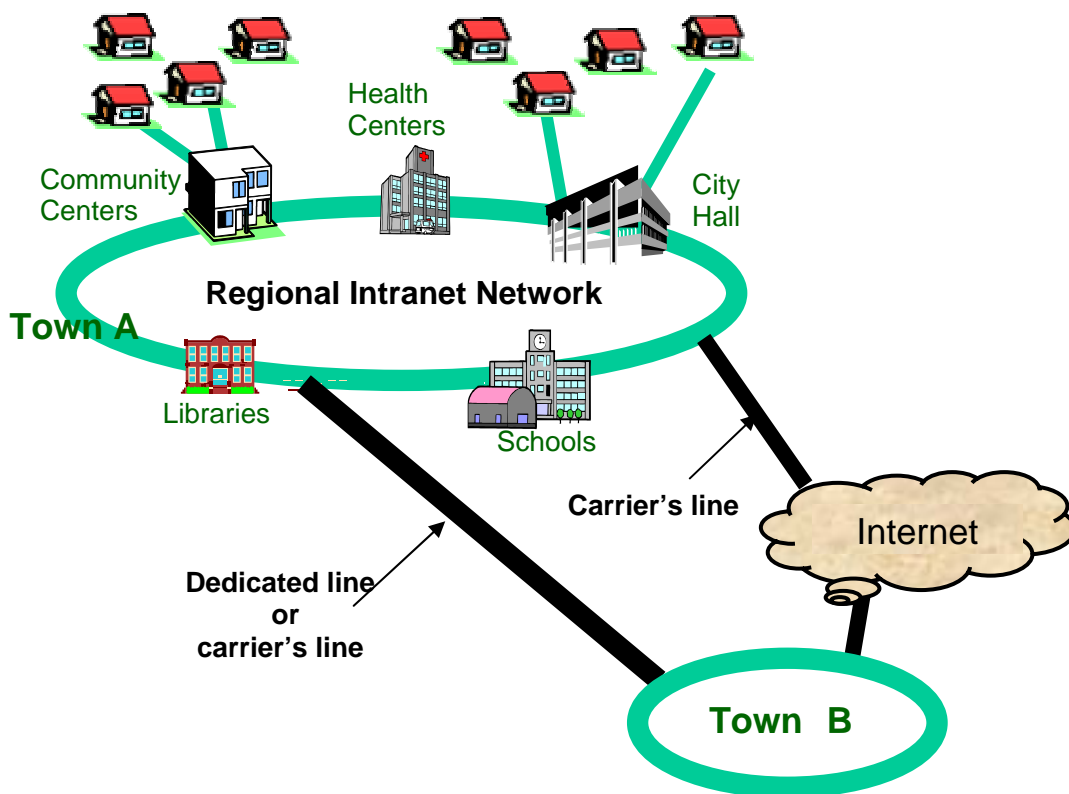 Health
Centers
Community
Centers
City
Hall
Regional Intranet Network
Town A
Libraries
Schools
Carrier’s line
Internet
Dedicated line
or
carrier’s line
Town B